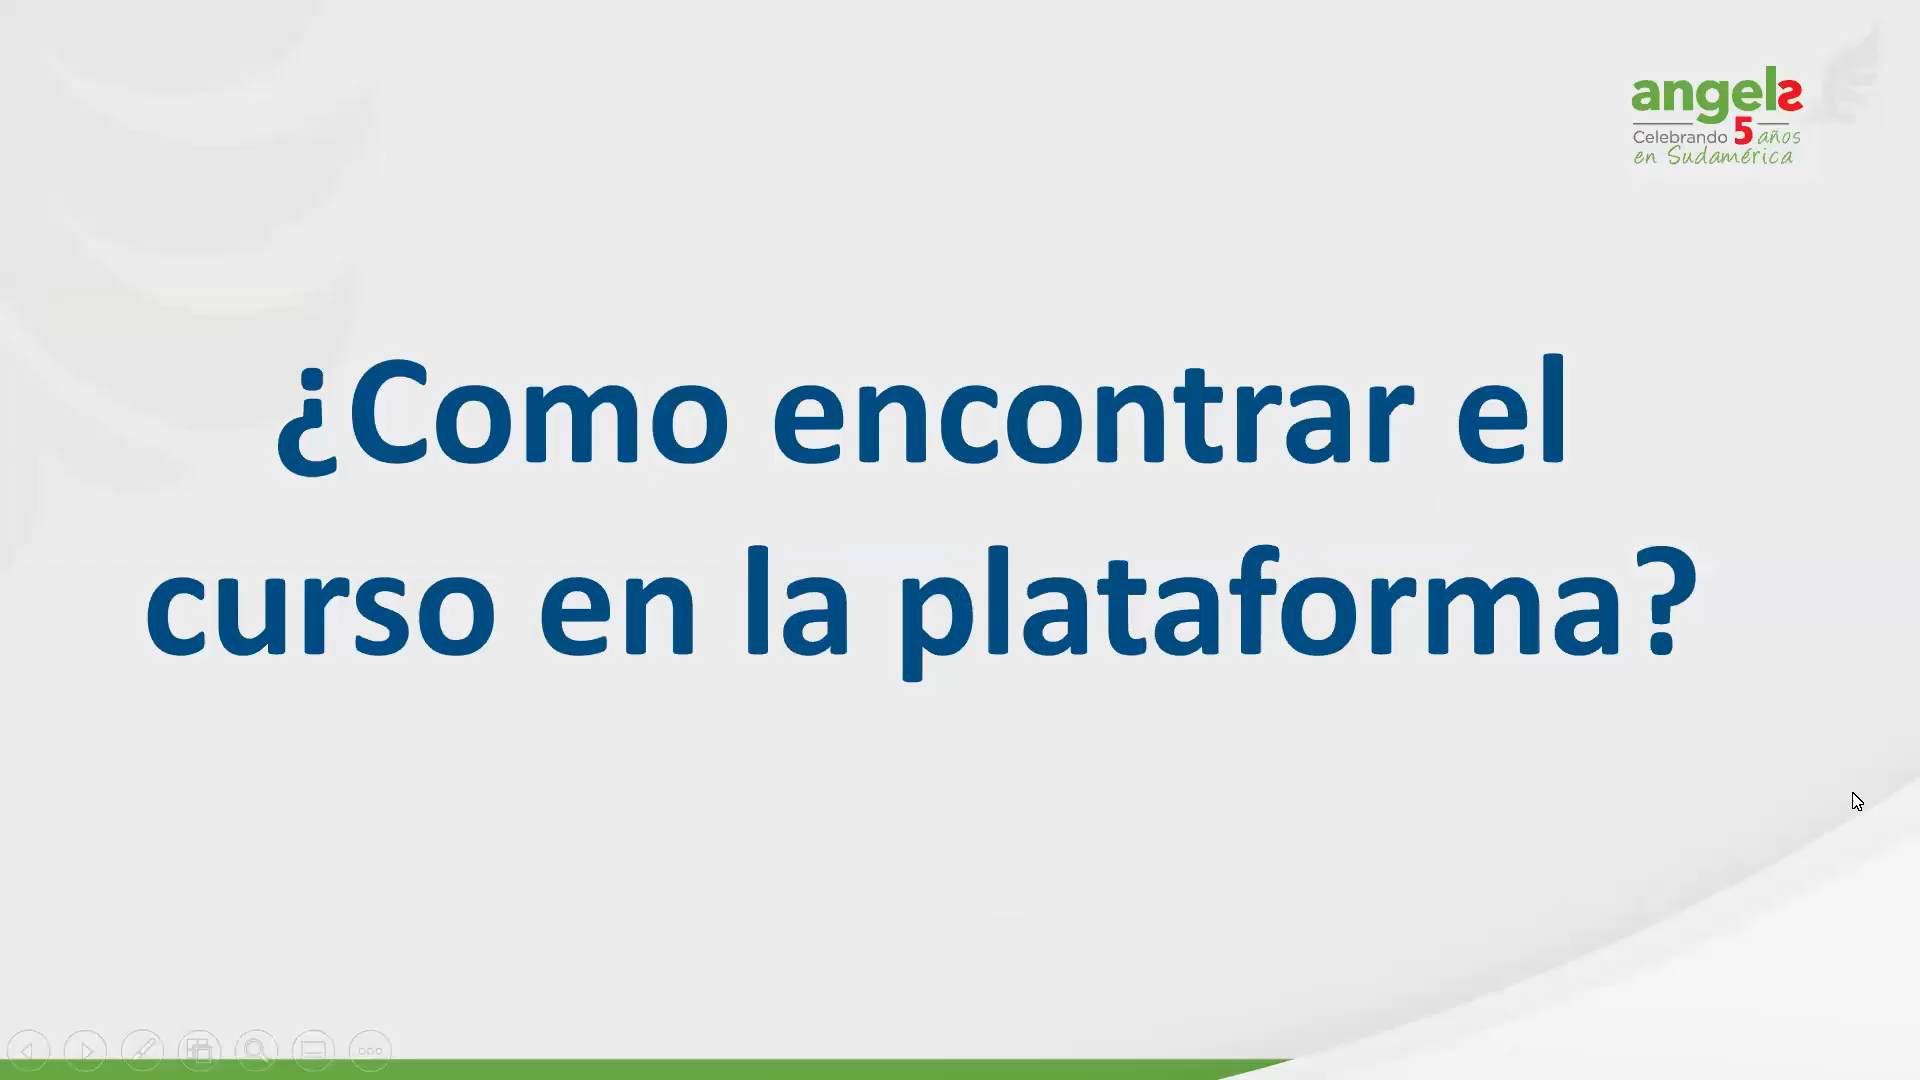 angels
Celebrando 5 años
en Sudamérica
¿Como encontrar el
curso en la plataforma?